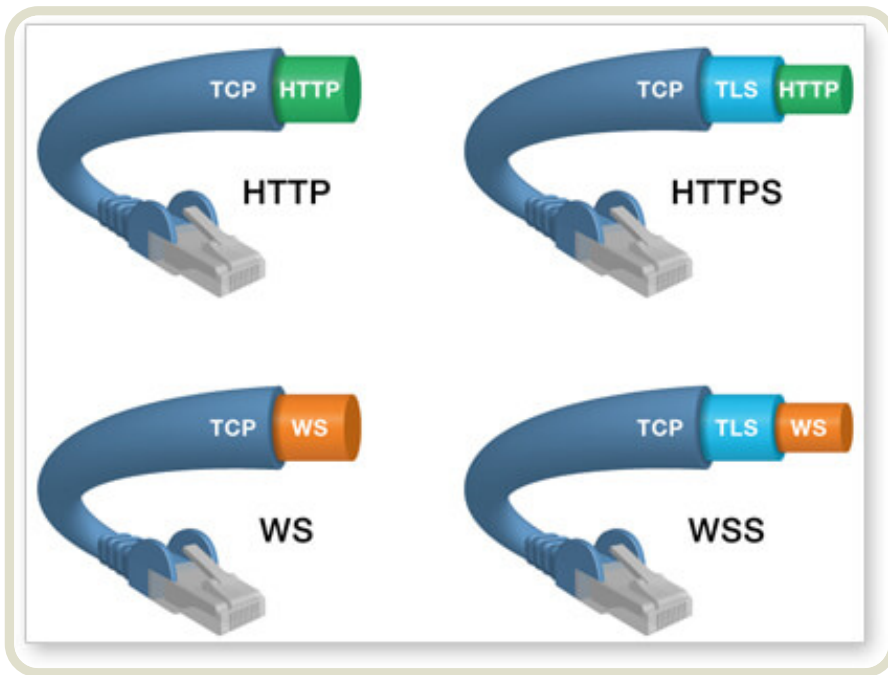 TCP HTTP
HTTP
TCP TLS HTTP
HTTPS
TCP WS
WS
TCP TLS WS
WSS